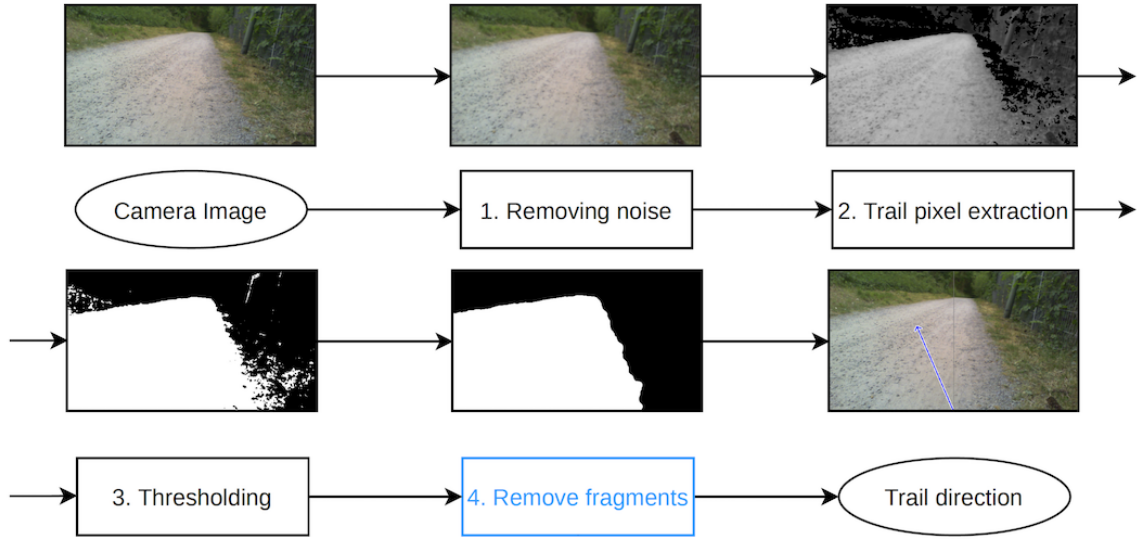 Camera Image
1. Removing noise
2. Trail pixel extraction
3. Thresholding
4. Remove fragments
Trail direction